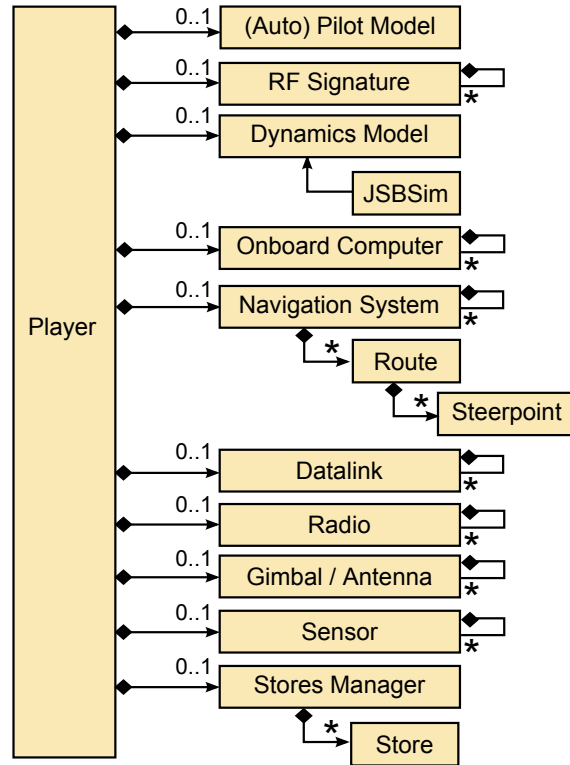 Player
0..1
(Auto) Pilot Model
0..1
RF Signature
*
0..1
Dynamics Model
JSBSim
0..1
Onboard Computer
*
0..1
Navigation System
*
*
Route
*
Steerpoint
0..1
Datalink
*
0..1
Radio
*
0..1
Gimbal / Antenna
*
0..1
Sensor
*
0..1
Stores Manager
*
Store